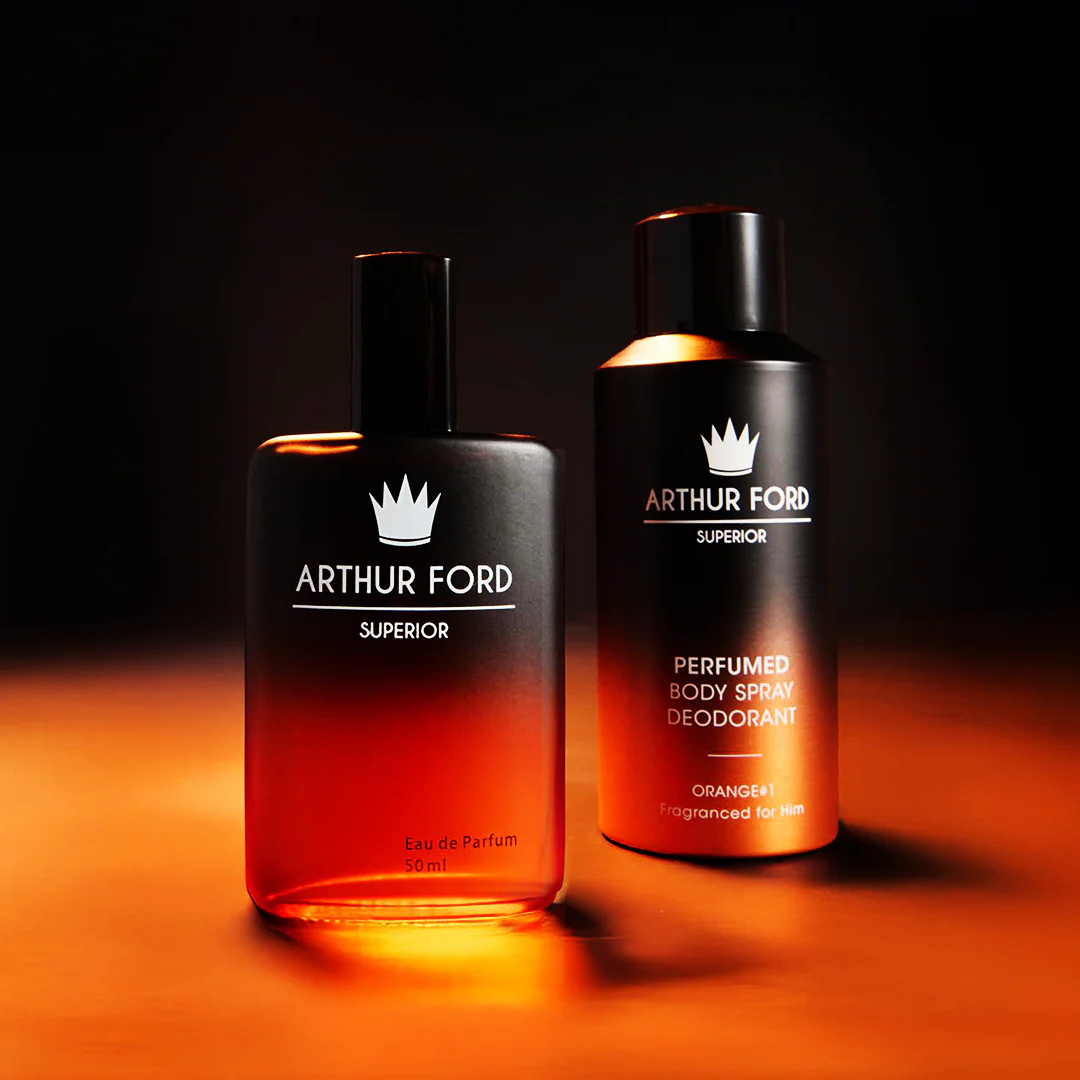 ARTHUR FORD
SUPERIOR
Eau de Parfum
50ml
ARTHUR FORD
SUPERIOR
PERFUMED
BODY SPRAY
DEODORANT
ORANGE#1
Fragranced for Him